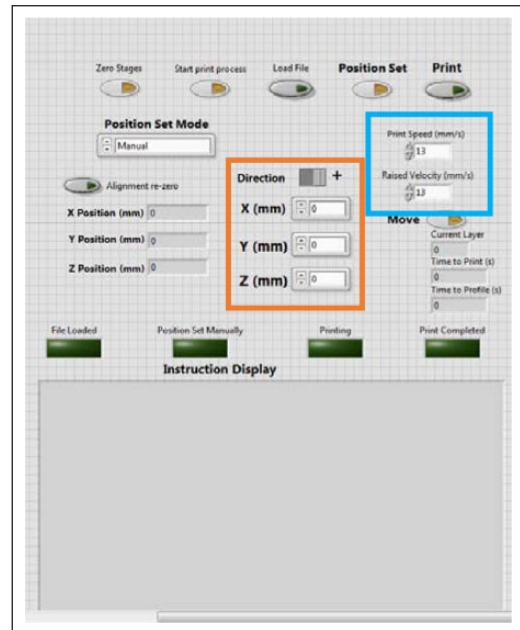 Zero Stages Start print process Load File Position Set Print
Position Set Mode
Manual
Print Speed (mm/s)
13
Raised Velocity (mm/s)
13
Alignment re-zero
Direction +
X Position (mm) 0
X (mm) 0
Move
Y Position (mm) 0
Y (mm) 0
Current Layer
0
Z Position (mm) 0
Z (mm) 0
Time to Print (s)
0
Time to Profile (s)
0
File Loaded Position Set Manually Printing Print Completed
Instruction Display